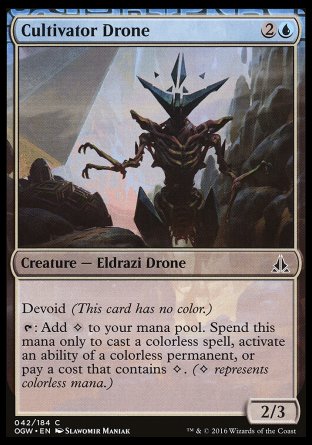 Cultivator Drone 2
Creature — Eldrazi Drone
Devoid (This card has no color.)
: Add to your mana pool. Spend this
mana only to cast a colorless spell, activate
an ability of a colorless permanent, or
pay a cost that contains . ( represents
colorless mana.)
2/3
042/184 C
OGW • EN Slawomir Maniak
™ & © 2016 Wizards of the Coast